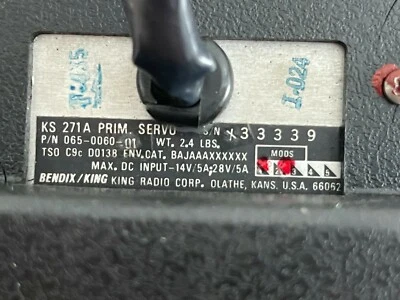 1-024
KS 271A PRIM. SERVO S/N X33339
P/N 065-0060-01 WT. 2.4 LBS.
TSO C9c DO138 ENV.CAT. BAJAAAXXXXXX
MODS
MAX. DC INPUT-14V/5A,28V/5A
BENDIX/KING KING RADIO CORP. OLATHE, KANS. U.S.A. 66062